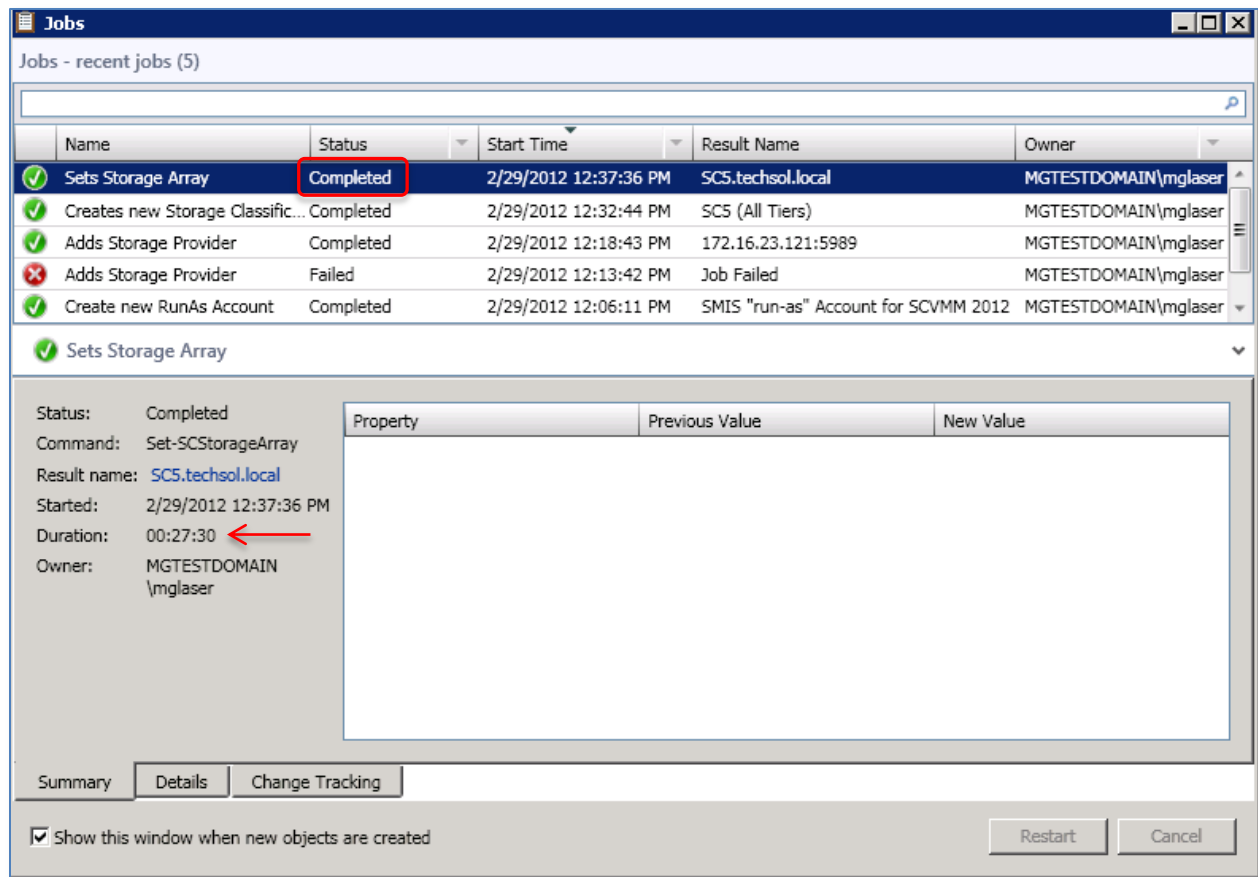 Jobs
Jobs - recent jobs (5)
Name Status Start Time Result Name Owner
Sets Storage Array Completed 2/29/2012 12:37:36 PM SC5.techsol.local MGTESTDOMAIN\mglaser
Creates new Storage Classific... Completed 2/29/2012 12:32:44 PM SC5 (All Tiers) MGTESTDOMAIN\mglaser
Adds Storage Provider Completed 2/29/2012 12:18:43 PM 172.16.23.121:5989 MGTESTDOMAIN\mglaser
Adds Storage Provider Failed 2/29/2012 12:13:42 PM Job Failed MGTESTDOMAIN\mglaser
Create new RunAs Account Completed 2/29/2012 12:06:11 PM SMIS "run-as" Account for SCVMM 2012 MGTESTDOMAIN\mglaser
Sets Storage Array
Status: Completed
Command: Set-SCStorageArray
Result name: SC5.techsol.local
Started: 2/29/2012 12:37:36 PM
Duration: 00:27:30
Owner: MGTESTDOMAIN
\mglaser
Property Previous Value New Value
Summary Details Change Tracking
Show this window when new objects are created
Restart Cancel